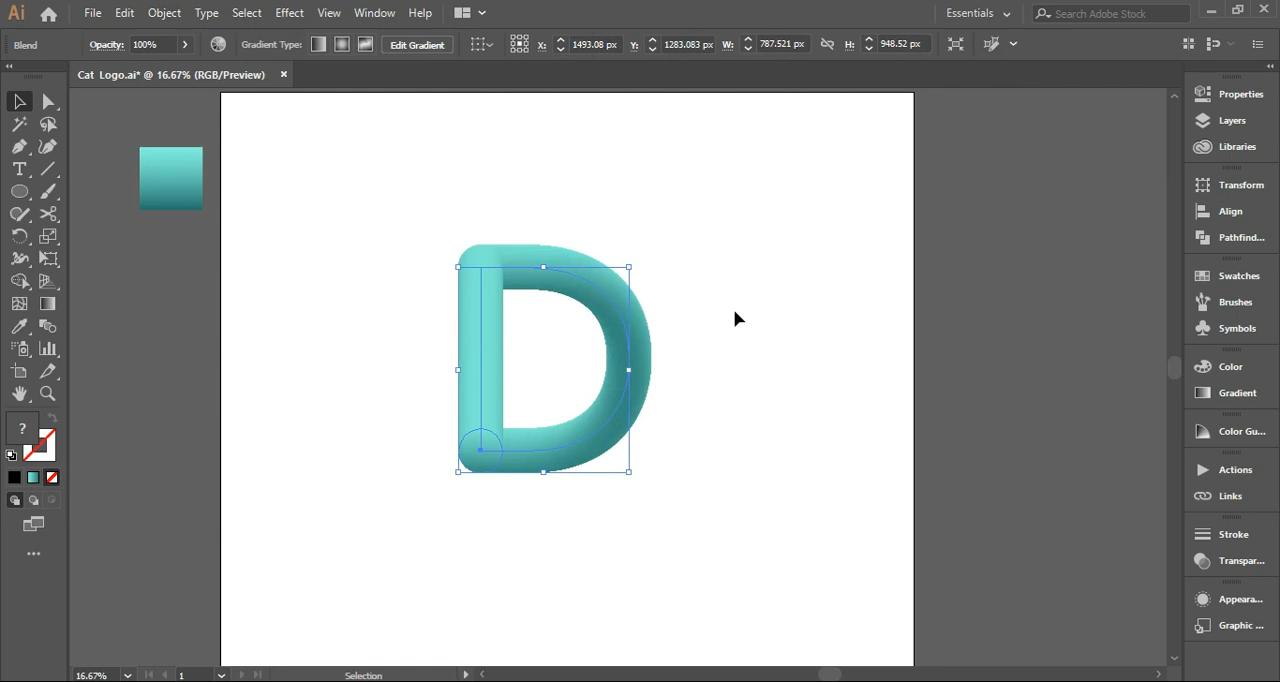 Ai File Edit Object Type Select Effect View Window Help Essentials Search Adobe Stock
Blend Opacity: 100% Gradient Type: Edit Gradient X: 1493.08 px Y: 1283.083 px W: 787.521 px H: 948.52 px
Cat Logo.ai* @ 16.67% (RGB/Preview)
Properties
Layers
Libraries
Transform
Align
Pathfind...
Swatches
Brushes
Symbols
Color
Gradient
Color Gu...
Actions
Links
Stroke
Transpar...
Appeara...
Graphic ...
T
D
?
16.67% 1 Selection